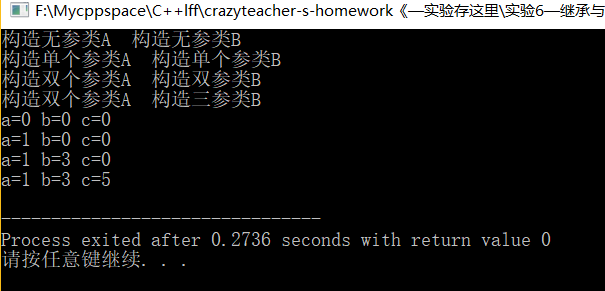 F:\Mycppspace\C++lff\crazyteacher-s-homework《—实验存这里\实验6—继承与
构造无参类A  构造无参类B
构造单个参类A  构造单个参类B
构造双个参类A  构造双参类B
构造双个参类A  构造三参类B
a=0 b=0 c=0
a=1 b=0 c=0
a=1 b=3 c=0
a=1 b=3 c=5
--------------------------------
Process exited after 0.2736 seconds with return value 0
请按任意键继续. . .